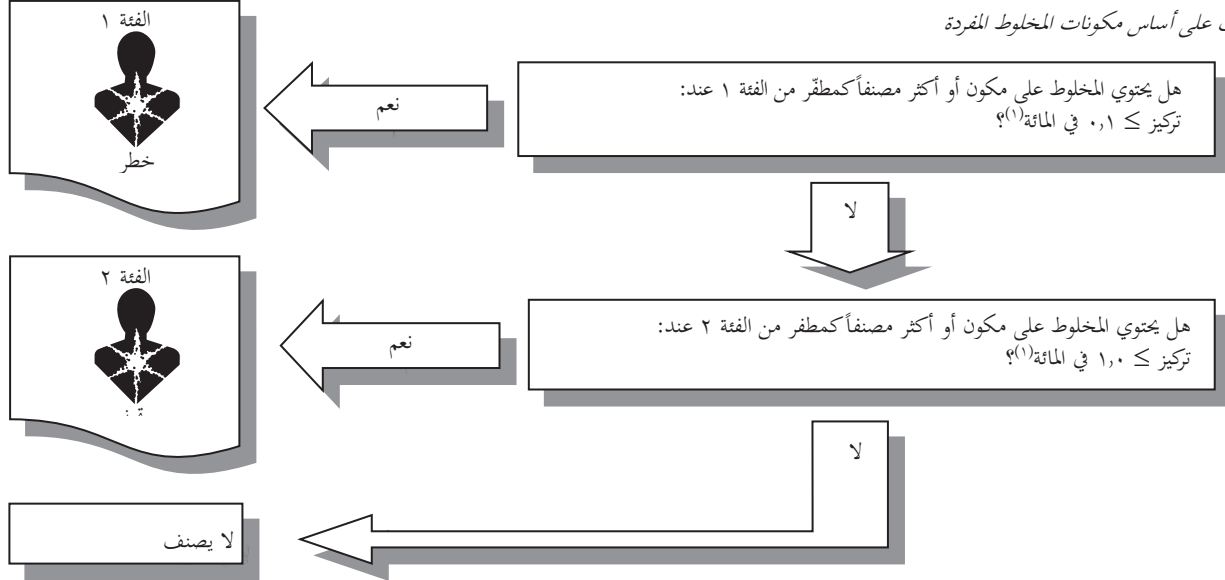 على أساس مكونات المخلوط المفردة
هل يحتوي المخلوط على مكون أو أكثر مصنفاً كمطفّر من الفئة ١ عند:
تركيز ≥ ٠,١ في المائة(١)؟
نعم
الفئة ١
خطر
لا
هل يحتوي المخلوط على مكون أو أكثر مصنفاً كمطفر من الفئة ٢ عند:
تركيز ≥ ١,٠ في المائة(١)؟
نعم
الفئة ٢
لا
لا يصنف